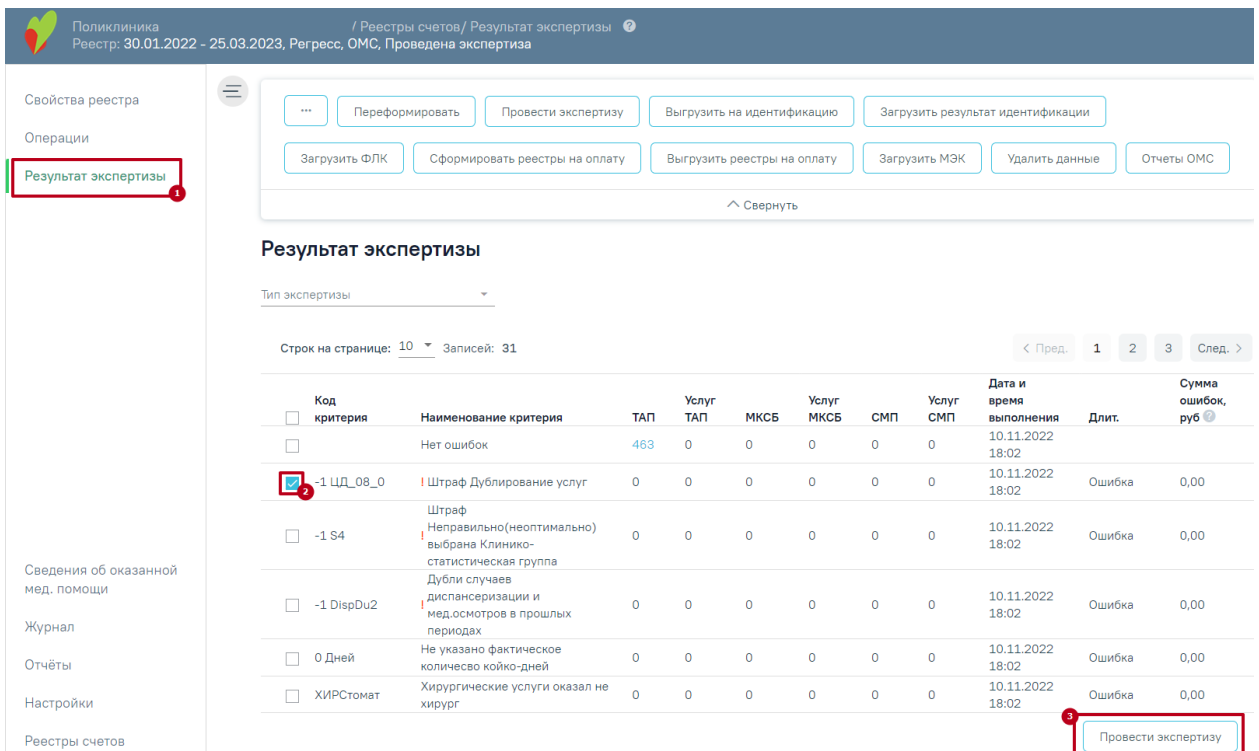 Поликлиника / Реестры счетов/ Результат экспертизы ?
Реестр: 30.01.2022 - 25.03.2023, Регресс, ОМС, Проведена экспертиза
Свойства реестра
Операции
Результат экспертизы
1
... Переформировать Провести экспертизу Выгрузить на идентификацию Загрузить результат идентификации
Загрузить ФЛК Сформировать реестры на оплату Выгрузить реестры на оплату Загрузить МЭК Удалить данные Отчеты ОМС
Свернуть
Результат экспертизы
Тип экспертизы
Строк на странице: 10 Записей: 31
< Пред. 1 2 3 След. >
Код критерия Наименование критерия ТАП Услуг ТАП МКСБ Услуг МКСБ СМП Услуг СМП Дата и время выполнения Длит. Сумма ошибок, руб ?
Нет ошибок 463 0 0 0 0 0 10.11.2022 18:02
2
-1 ЦД_08_0 ! Штраф Дублирование услуг 0 0 0 0 0 0 10.11.2022 18:02 Ошибка 0,00
-1 S4 ! Штраф Неправильно(неоптимально) выбрана Клинико-статистическая группа 0 0 0 0 0 0 10.11.2022 18:02 Ошибка 0,00
-1 DispDu2 ! Дубли случаев диспансеризации и мед.осмотров в прошлых периодах 0 0 0 0 0 0 10.11.2022 18:02 Ошибка 0,00
0 Дней Не указано фактическое количесво койко-дней 0 0 0 0 0 0 10.11.2022 18:02 Ошибка 0,00
ХИРСтомат Хирургические услуги оказал не хирург 0 0 0 0 0 0 10.11.2022 18:02 Ошибка 0,00
3
Провести экспертизу
Сведения об оказанной
мед. помощи
Журнал
Отчёты
Настройки
Реестры счетов